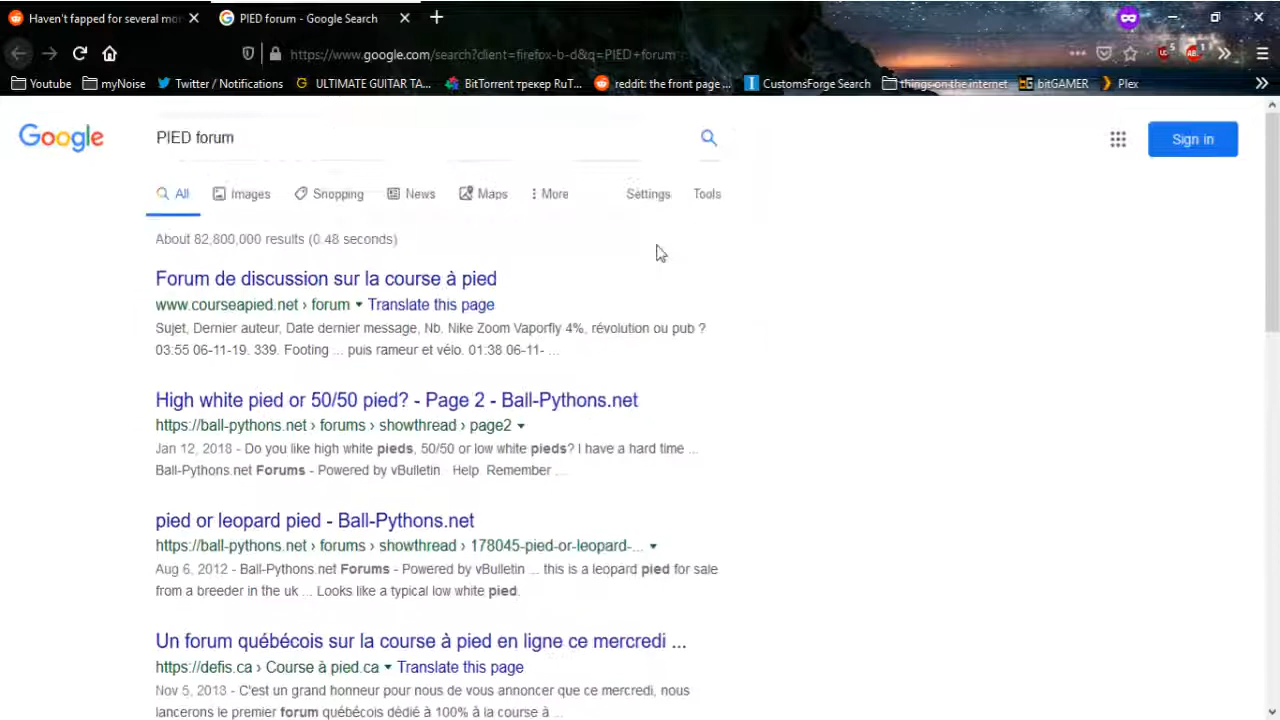 Haven't fapped for several mor
PIED forum - Google Search
https://www.google.com/search?client=firefox-b-d&q=PIED+forum
Youtube
myNoise
Twitter / Notifications
ULTIMATE GUITAR TA...
BitTorrent трекер RuT...
reddit: the front page ...
CustomsForge Search
things on the internet
bitGAMER
Plex
Google
PIED forum
Sign in
All
Images
Shopping
News
Maps
More
Settings
Tools
About 82,800,000 results (0.48 seconds)
Forum de discussion sur la course à pied
www.courseapied.net › forum Translate this page
Sujet, Dernier auteur, Date dernier message, Nb. Nike Zoom Vaporfly 4%, révolution ou pub ?
03:55 06-11-19. 339. Footing ... puis rameur et vélo. 01:38 06-11- ...
High white pied or 50/50 pied? - Page 2 - Ball-Pythons.net
https://ball-pythons.net › forums › showthread › page2
Jan 12, 2018 - Do you like high white pieds, 50/50 or low white pieds? I have a hard time ...
Ball-Pythons.net Forums - Powered by vBulletin Help Remember ...
pied or leopard pied - Ball-Pythons.net
https://ball-pythons.net › forums › showthread › 178045-pied-or-leopard-...
Aug 6, 2012 - Ball-Pythons.net Forums - Powered by vBulletin ... this is a leopard pied for sale
from a breeder in the uk ... Looks like a typical low white pied.
Un forum québécois sur la course à pied en ligne ce mercredi ...
https://defis.ca › Course à pied.ca Translate this page
Nov 5, 2013 - C'est un grand honneur pour nous de vous annoncer que ce mercredi, nous
lancerons le premier forum québécois dédié à 100% à la course à ...